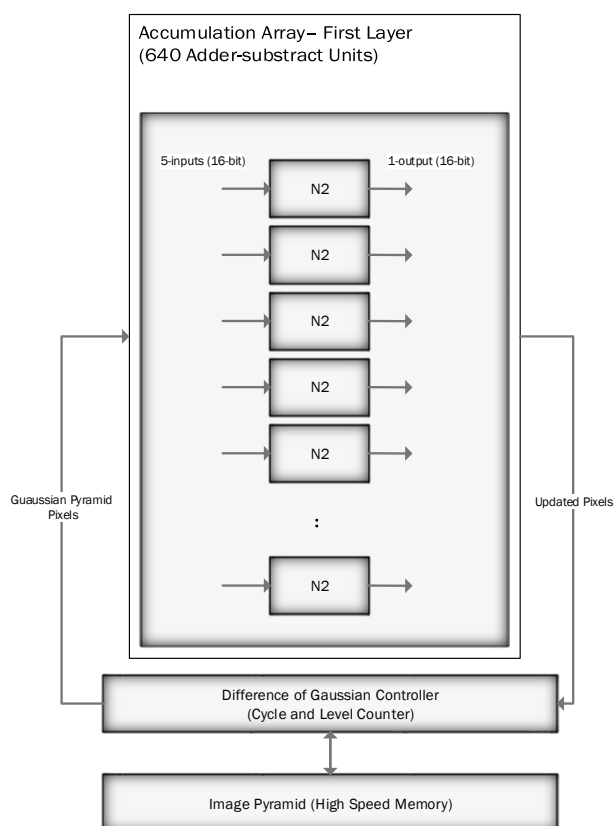 Accumulation Array– First Layer
(640 Adder-substract Units)
5-inputs (16-bit)
1-output (16-bit)
N2
N2
N2
N2
N2
:
N2
Guaussian Pyramid
Pixels
Updated Pixels
Difference of Gaussian Controller
(Cycle and Level Counter)
Image Pyramid (High Speed Memory)